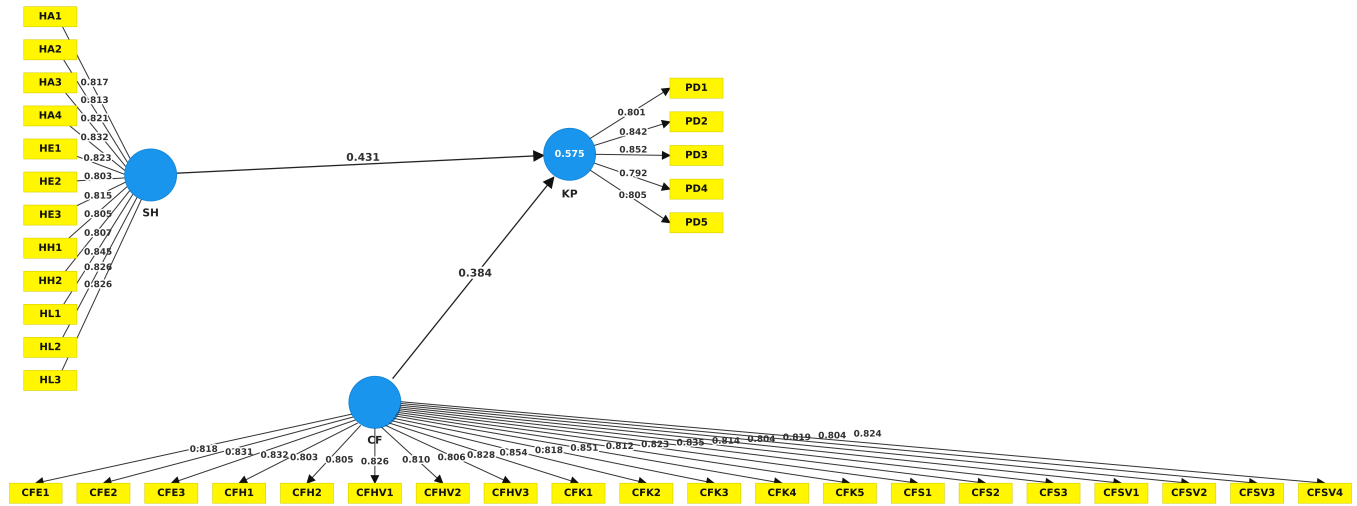 HA1
HA2
HA3
HA4
HE1
HE2
HE3
HH1
HH2
HL1
HL2
HL3
0.817
0.813
0.821
0.832
0.823
0.803
0.815
0.805
0.807
0.845
0.826
0.826
SH
0.431
0.575
KP
0.801
0.842
0.852
0.792
0.805
PD1
PD2
PD3
PD4
PD5
0.384
CF
0.818
0.831
0.832
0.803
0.805
0.826
0.810
0.806
0.828
0.854
0.818
0.851
0.812
0.823
0.835
0.814
0.804
0.819
0.804
0.824
CFE1
CFE2
CFE3
CFH1
CFH2
CFHV1
CFHV2
CFHV3
CFK1
CFK2
CFK3
CFK4
CFK5
CFS1
CFS2
CFS3
CFSV1
CFSV2
CFSV3
CFSV4